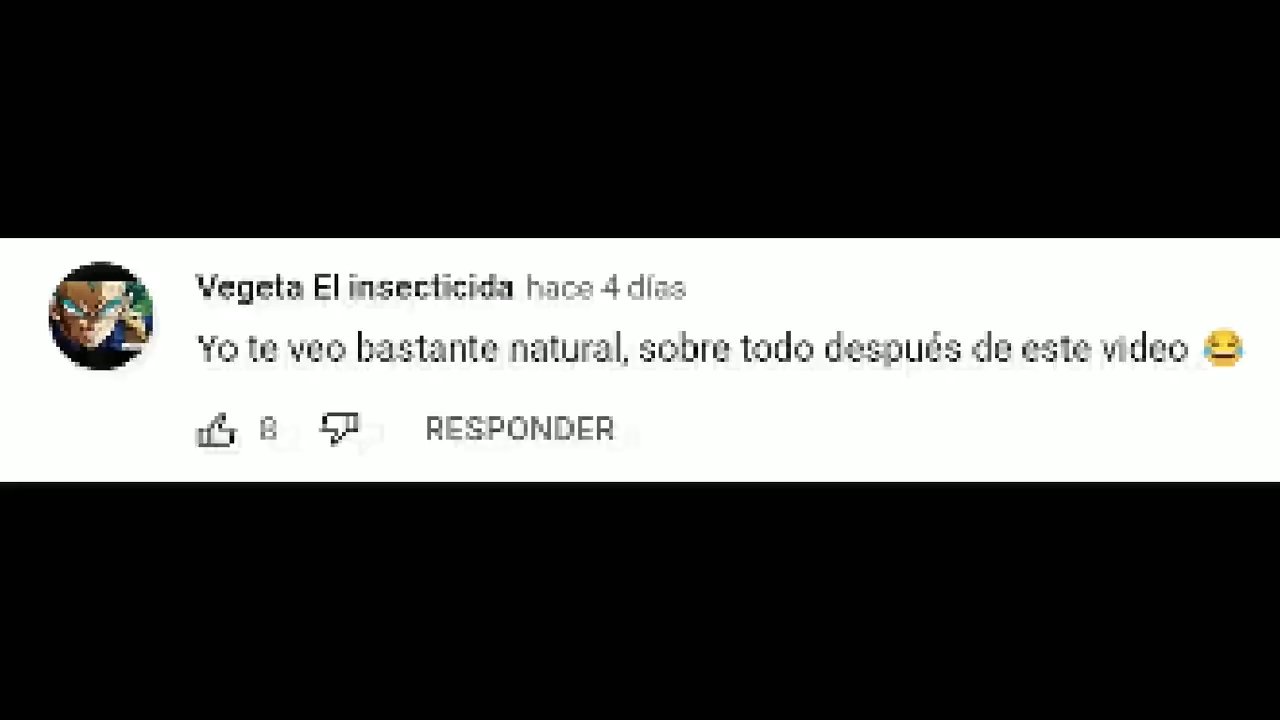 Vegeta El insecticida hace 4 días
Yo te veo bastante natural, sobre todo después de este video 😂
8 RESPONDER